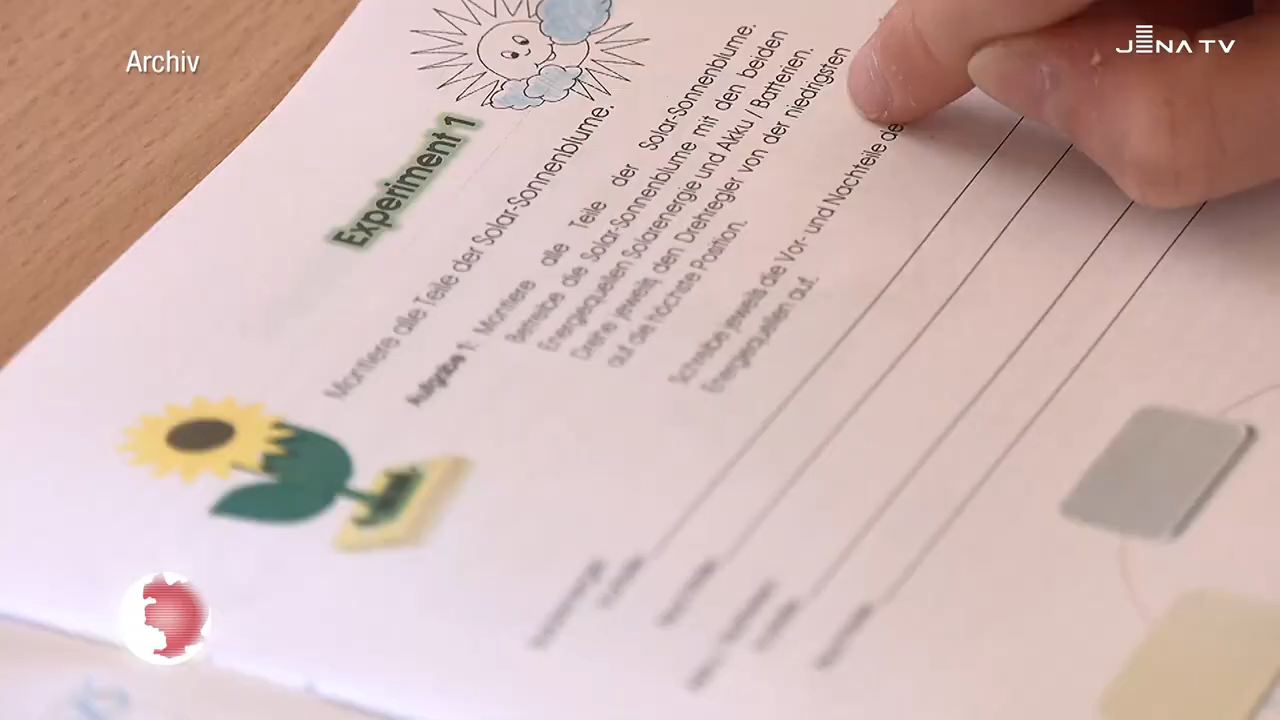 Archiv
JENA TV
Experiment 1
Montiere alle Teile der Solar-Sonnenblume.
Aufgabe 1: Montiere alle Teile der Solar-Sonnenblume.
Betreibe die Solar-Sonnenblume mit den beiden
Energiequellen Solarenergie und Akku / Batterien.
Drehe jeweils den Drehregler von der niedrigsten
auf die höchste Position.
Schreibe jeweils die Vor- und Nachteile de
Energiequellen auf.